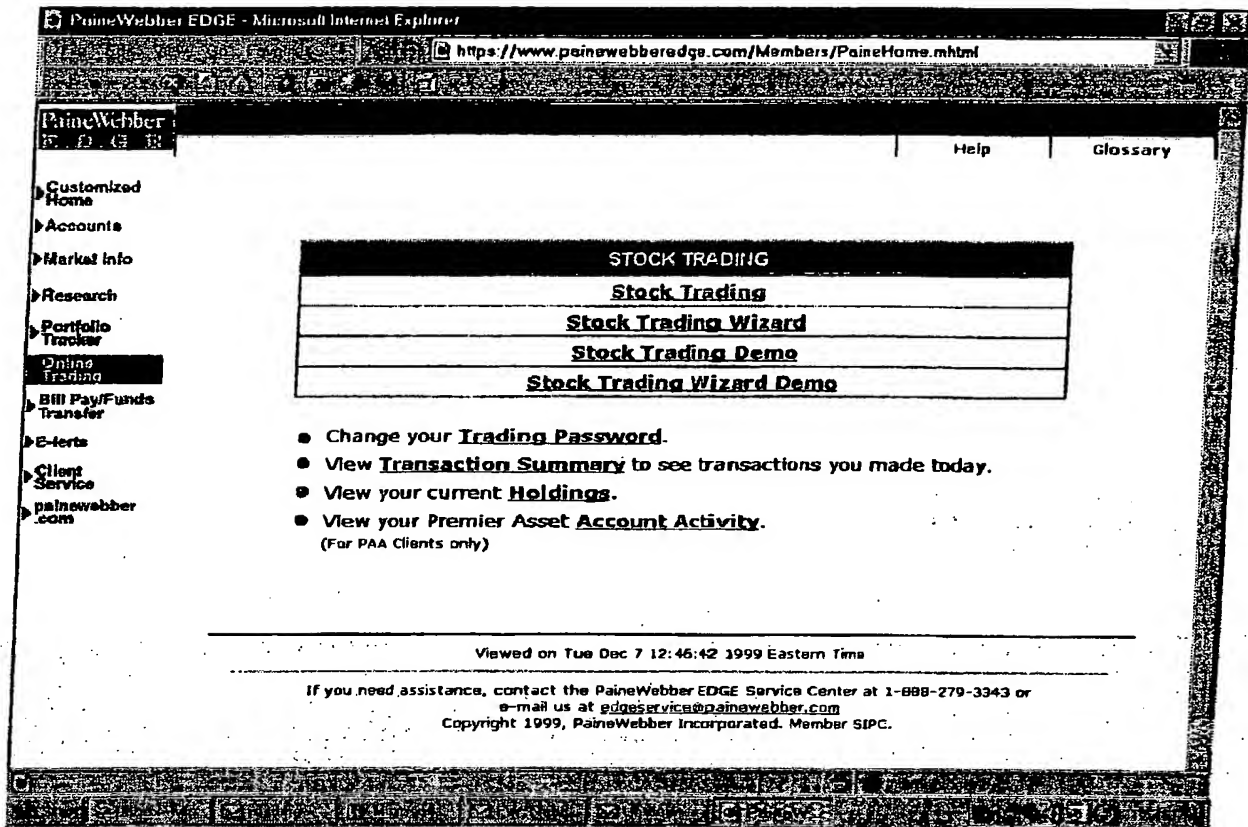 PaineWebber EDGE - Microsoft Internet Explorer
https://www.painewebberedge.com/Members/PaineHome.mhtml
PaineWebber
EDGE
Help
Glossary
Customized
Home
Accounts
Market Info
Research
Portfolio
Tracker
Online
Trading
Bill Pay/Funds
Transfer
E-lerts
Client
Service
painewebber
.com
STOCK TRADING
Stock Trading
Stock Trading Wizard
Stock Trading Demo
Stock Trading Wizard Demo
Change your Trading Password.
View Transaction Summary to see transactions you made today.
View your current Holdings.
View your Premier Asset Account Activity.
(For PAA Clients only)
Viewed on Tue Dec 7 12:46:42 1999 Eastern Time
If you need assistance, contact the PaineWebber EDGE Service Center at 1-888-279-3343 or
e-mail us at edgeservice@painewebber.com
Copyright 1999, PaineWebber Incorporated. Member SIPC.